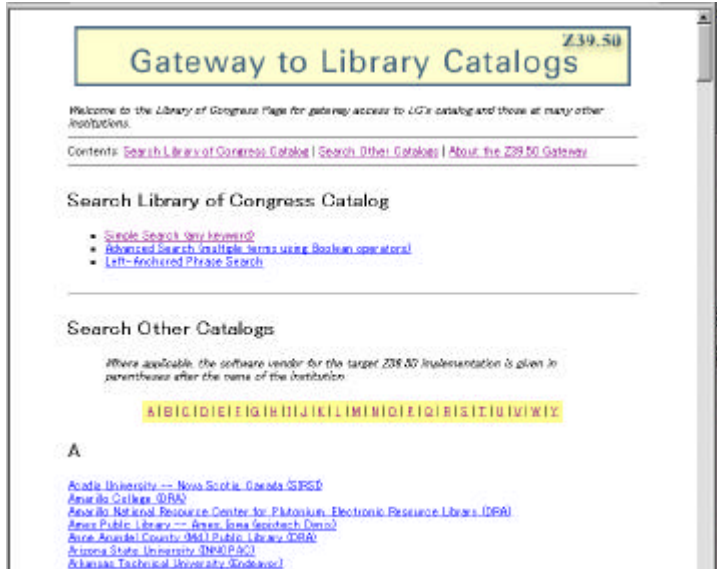 Z39.50
Gateway to Library Catalogs
Welcome to the Library of Congress Page for gateway access to LC's catalog and those at many other
institutions.
Contents: Search Library of Congress Catalog | Search Other Catalogs | About the Z39.50 Gateway
Search Library of Congress Catalog
Simple Search (any keyword)
Advanced Search (multiple terms using Boolean operators)
Left-Anchored Phrase Search
Search Other Catalogs
Where applicable, the software vendor for the target Z39.50 implementation is given in
parentheses after the name of the institution.
A|B|C|D|E|F|G|H|I|J|K|L|M|N|O|P|Q|R|S|T|U|V|W|Y
A
Acadia University -- Nova Scotia, Canada (SIRSI)
Amarillo College (DRA)
Amarillo National Resource Center for Plutonium, Electronic Resource Library (DRA)
Ames Public Library -- Ames, Iowa (epixtech Dynix)
Anne Arundel County (Md.) Public Library (DRA)
Arizona State University (INNOPAC)
Arkansas Technical University (Endeavor)